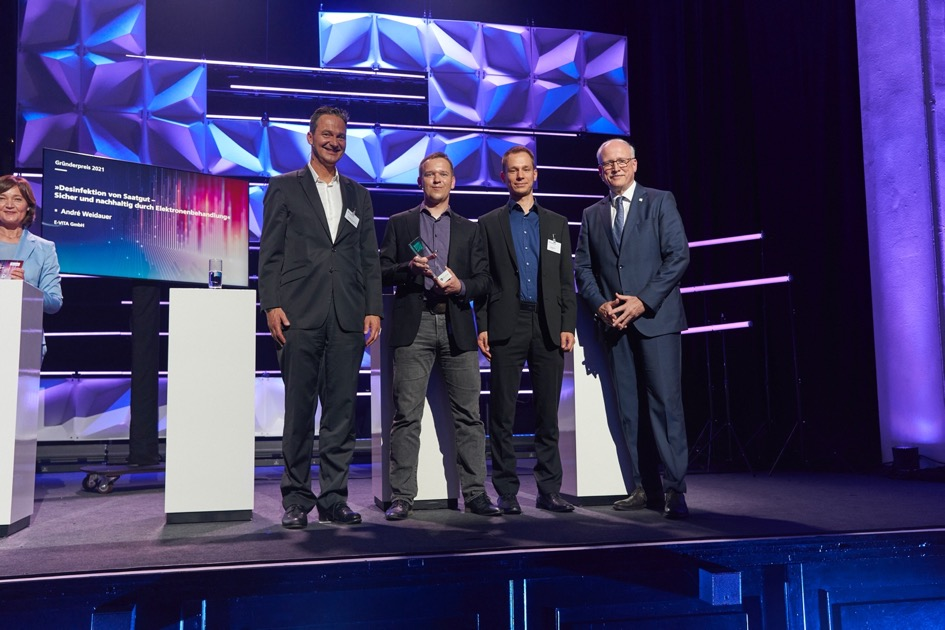 Gründerpreis 2021
»Desinfektion von Saatgut –
Sicher und nachhaltig durch Elektronenbehandlung«
André Weidauer
E-VITA GmbH